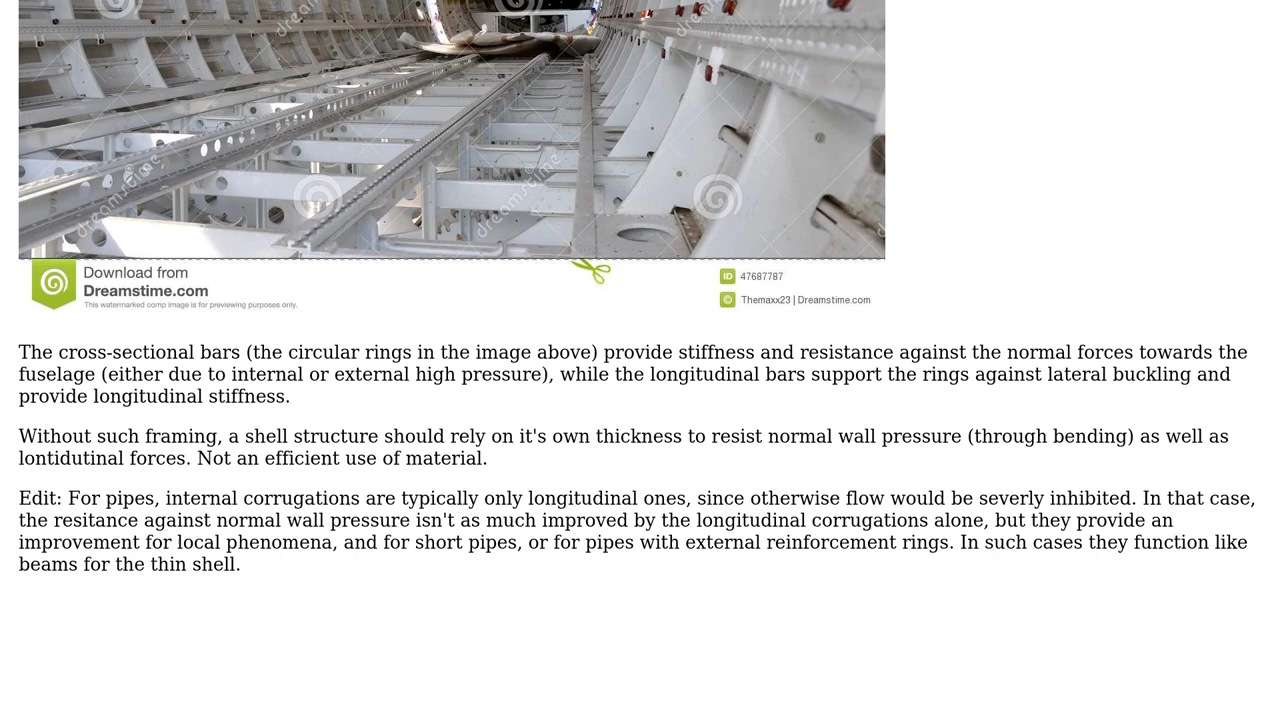 dreamstime
dreamstime
dreamstime
dreamstime
Download from
Dreamstime.com
This watermarked comp image is for previewing purposes only.
ID 47687787
© Themaxx23 | Dreamstime.com
The cross-sectional bars (the circular rings in the image above) provide stiffness and resistance against the normal forces towards the
fuselage (either due to internal or external high pressure), while the longitudinal bars support the rings against lateral buckling and
provide longitudinal stiffness.
Without such framing, a shell structure should rely on it's own thickness to resist normal wall pressure (through bending) as well as
lontidutinal forces. Not an efficient use of material.
Edit: For pipes, internal corrugations are typically only longitudinal ones, since otherwise flow would be severly inhibited. In that case,
the resitance against normal wall pressure isn't as much improved by the longitudinal corrugations alone, but they provide an
improvement for local phenomena, and for short pipes, or for pipes with external reinforcement rings. In such cases they function like
beams for the thin shell.